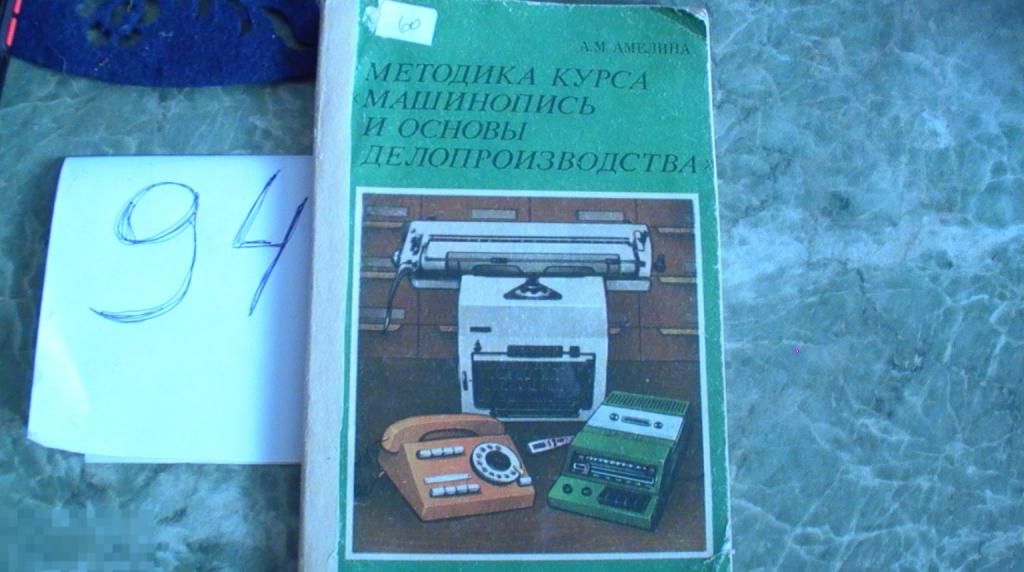 60
А.М. АМЕЛИНА
МЕТОДИКА КУРСА
«МАШИНОПИСЬ
И ОСНОВЫ
ДЕЛОПРОИЗВОДСТВА»
94